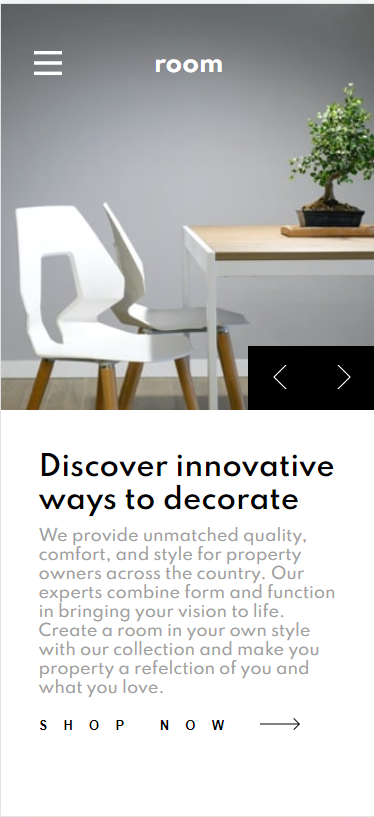 room
Discover innovative
ways to decorate
We provide unmatched quality,
comfort, and style for property
owners across the country. Our
experts combine form and function
in bringing your vision to life.
Create a room in your own style
with our collection and make you
property a refelction of you and
what you love.
SHOP NOW